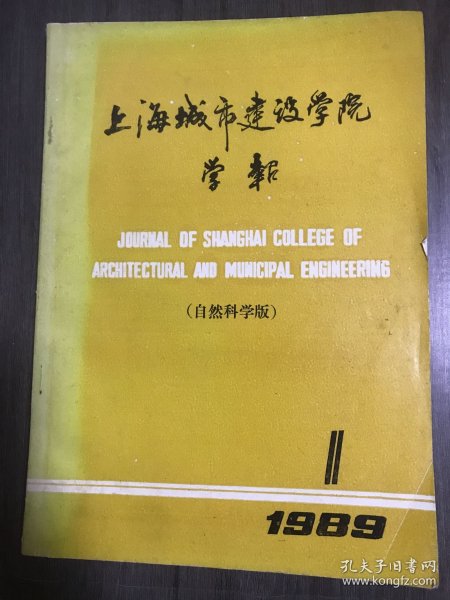 上海城市建设学院
学报
JOURNAL OF SHANGHAI COLLEGE OF
ARCHITECTURAL AND MUNICIPAL ENGINEERING
(自然科学版)
1
1989
孔夫子旧书网
www.kongfz.com